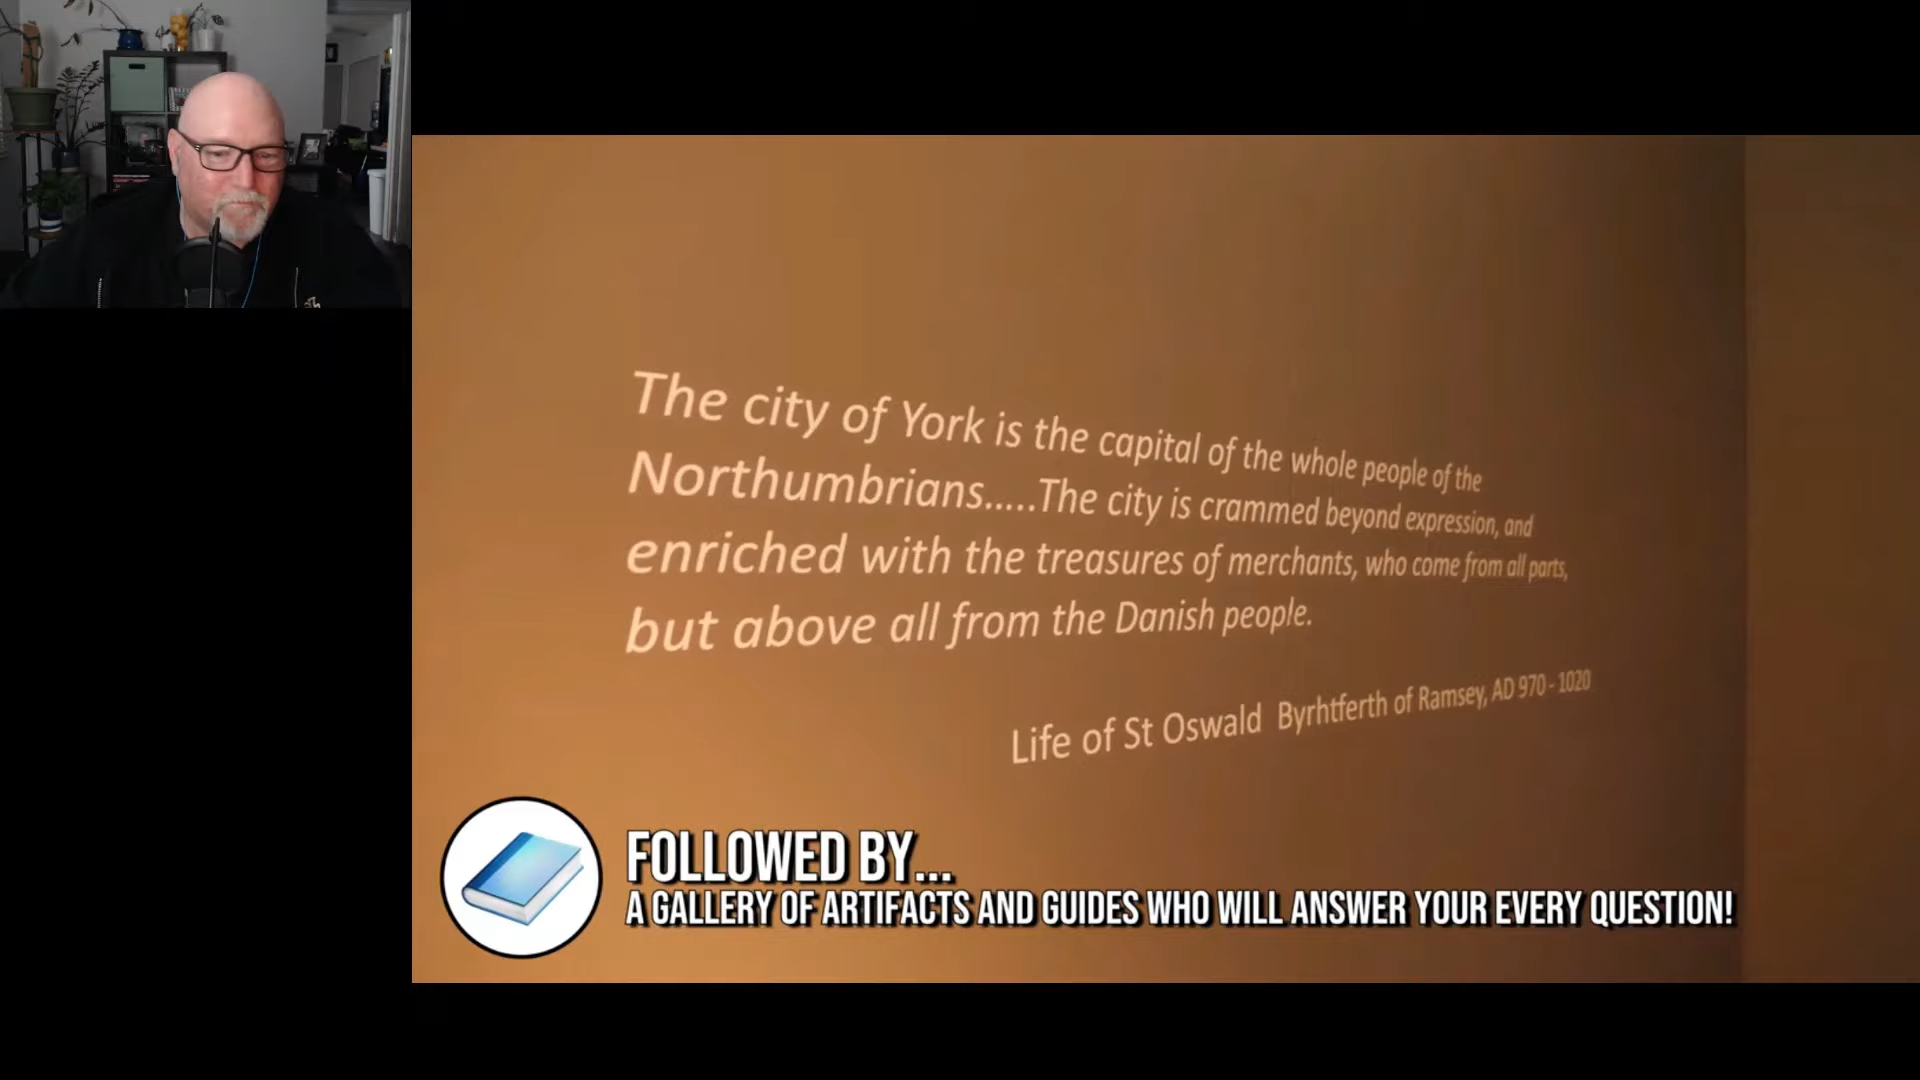 The city of York is the capital of the whole people of the
Northumbrians.....The city is crammed beyond expression, and
enriched with the treasures of merchants, who come from all parts,
but above all from the Danish people.
Life of St Oswald Byrhtferth of Ramsey, AD 970 - 1020
FOLLOWED BY...
A GALLERY OF ARTIFACTS AND GUIDES WHO WILL ANSWER YOUR EVERY QUESTION!